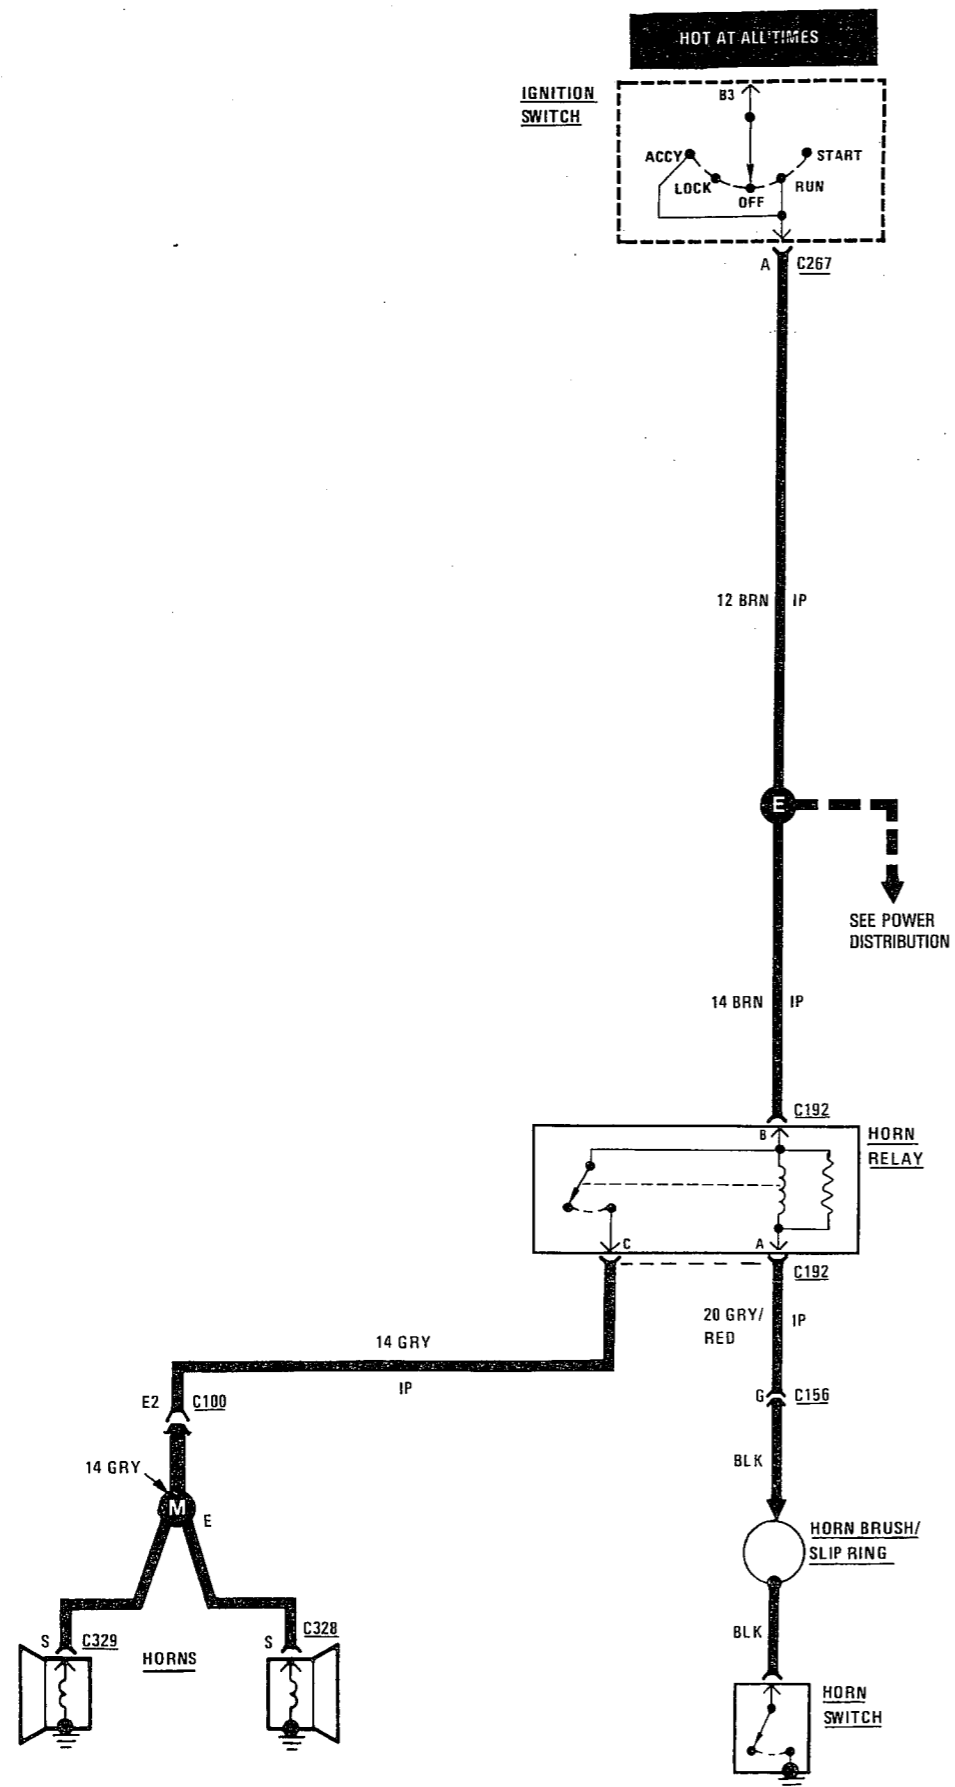 HOT AT ALL TIMES
IGNITION
SWITCH
B3
ACCY
START
LOCK
RUN
OFF
A
C267
12 BRN
IP
E
SEE POWER
DISTRIBUTION
14 BRN
IP
C192
B
HORN
RELAY
C
A
C192
20 GRY/
RED
IP
14 GRY
IP
E2
C100
G
C156
BLK
14 GRY
M
E
HORN BRUSH/
SLIP RING
BLK
S
C329
HORNS
S
C328
HORN
SWITCH